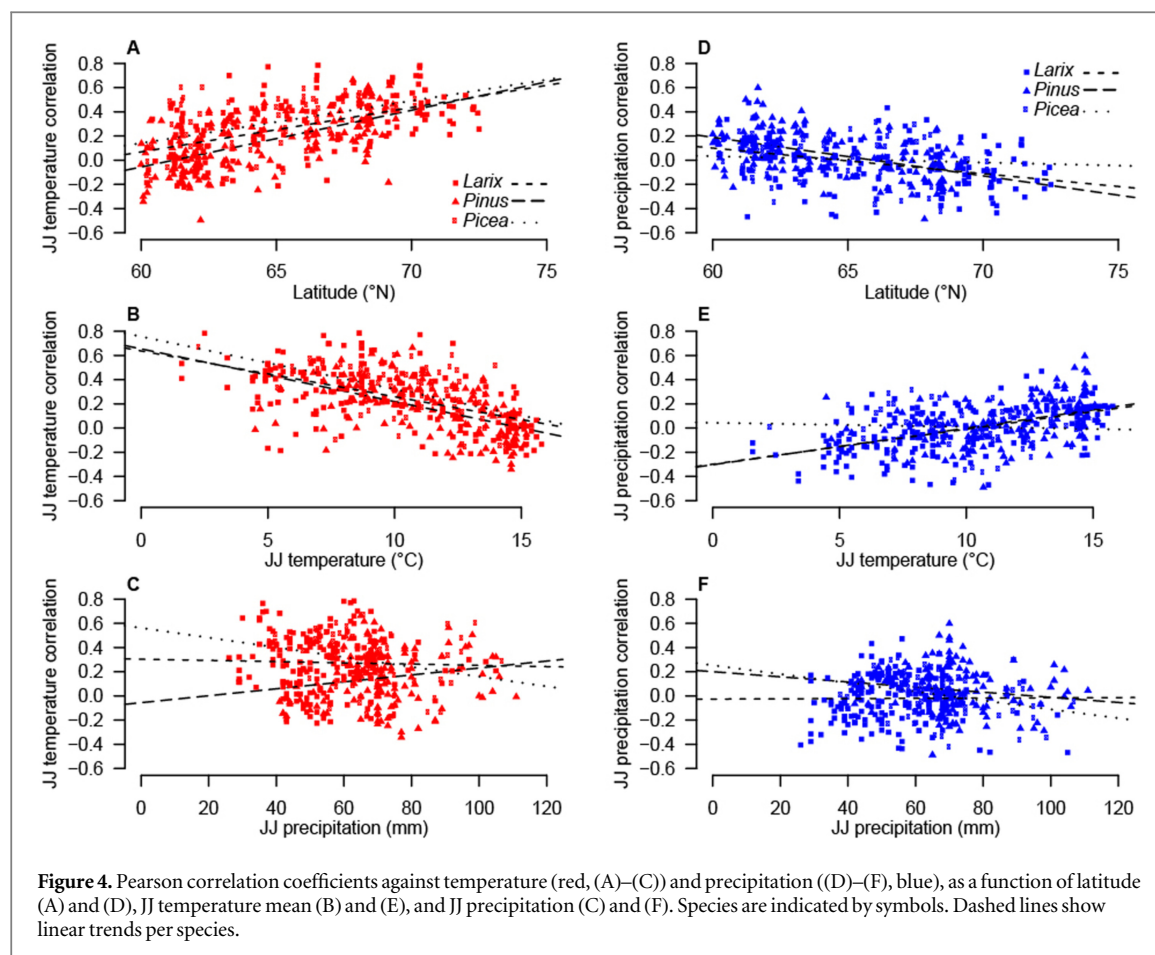 A
JJ temperature correlation
0.8
0.6
0.4
0.2
0.0
−0.2
−0.4
−0.6
Larix
Pinus
Picea
60 65 70 75
Latitude (°N)
D
JJ precipitation correlation
0.8
0.6
0.4
0.2
0.0
−0.2
−0.4
−0.6
Larix
Pinus
Picea
60 65 70 75
Latitude (°N)
B
JJ temperature correlation
0.8
0.6
0.4
0.2
0.0
−0.2
−0.4
−0.6
0 5 10 15
JJ temperature (°C)
E
JJ precipitation correlation
0.8
0.6
0.4
0.2
0.0
−0.2
−0.4
−0.6
0 5 10 15
JJ temperature (°C)
C
JJ temperature correlation
0.8
0.6
0.4
0.2
0.0
−0.2
−0.4
−0.6
0 20 40 60 80 100 120
JJ precipitation (mm)
F
JJ precipitation correlation
0.8
0.6
0.4
0.2
0.0
−0.2
−0.4
−0.6
0 20 40 60 80 100 120
JJ precipitation (mm)
Figure 4. Pearson correlation coefficients against temperature (red, (A)–(C)) and precipitation ((D)–(F), blue), as a function of latitude
(A) and (D), JJ temperature mean (B) and (E), and JJ precipitation (C) and (F). Species are indicated by symbols. Dashed lines show
linear trends per species.